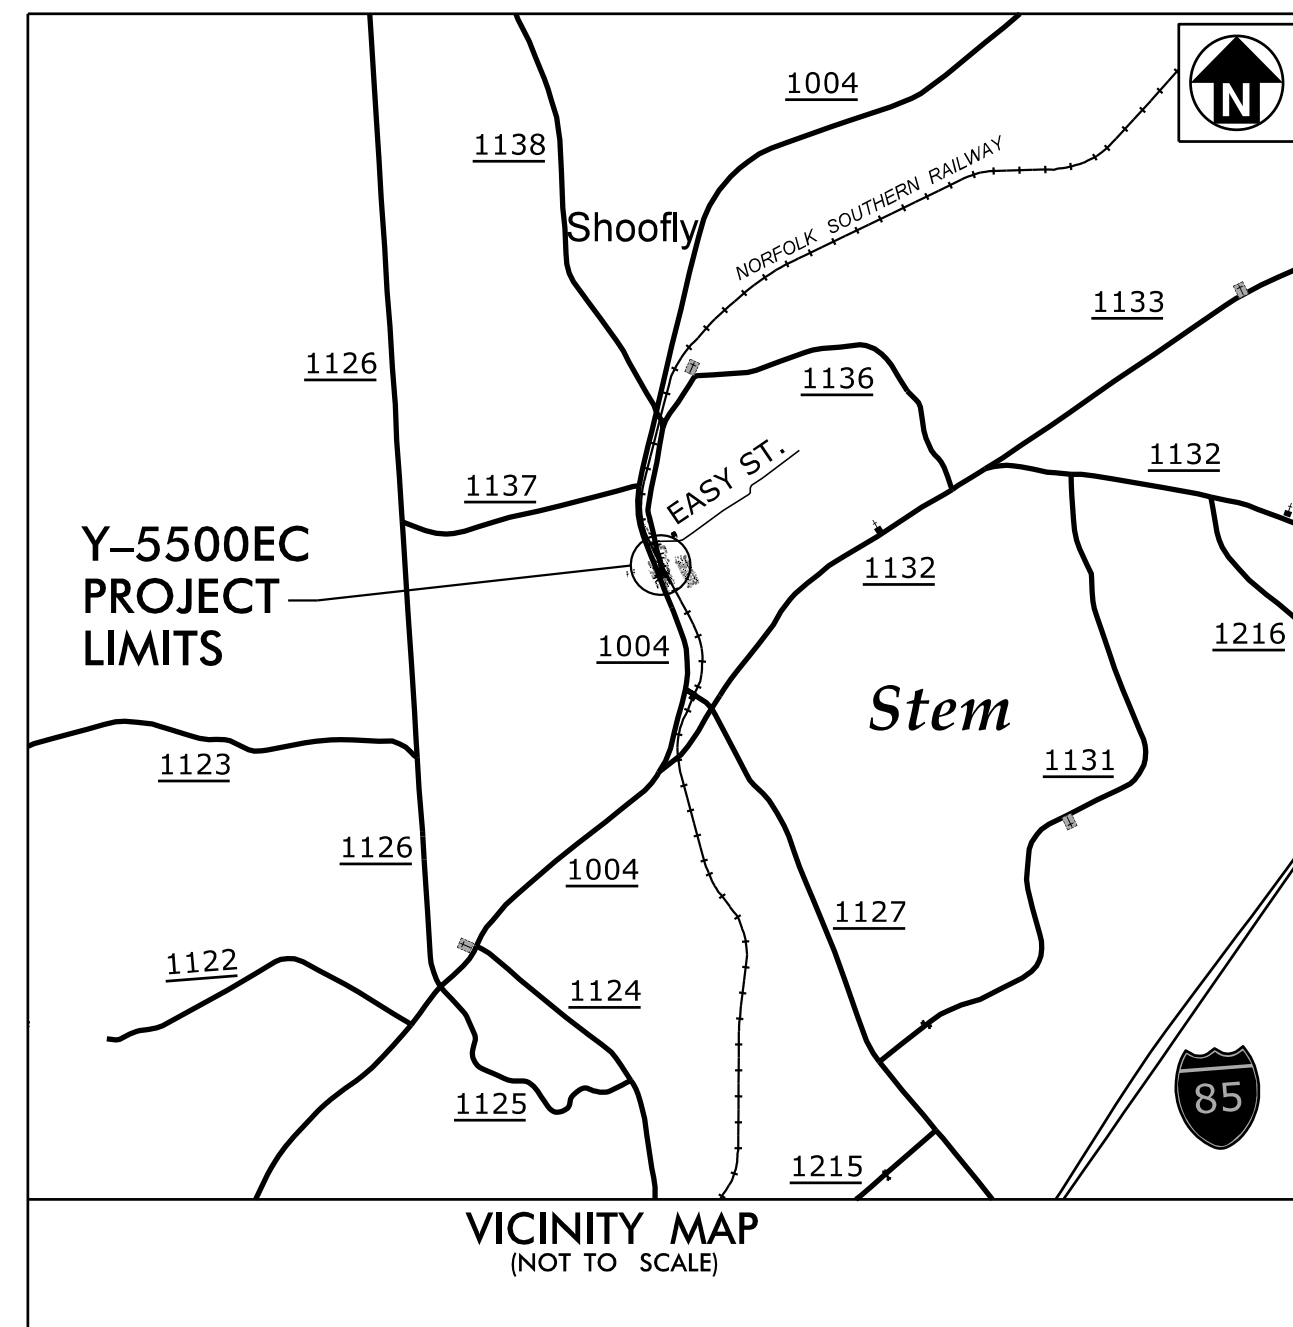 1004
N
1138
NORFOLK SOUTHERN RAILWAY
Shoofly
1133
1126
1136
EASY ST.
1132
1137
Y–5500EC
PROJECT
LIMITS
1132
1216
1004
Stem
1123
1131
1126
1004
1127
1122
1124
85
1125
1215
VICINITY MAP
(NOT TO SCALE)